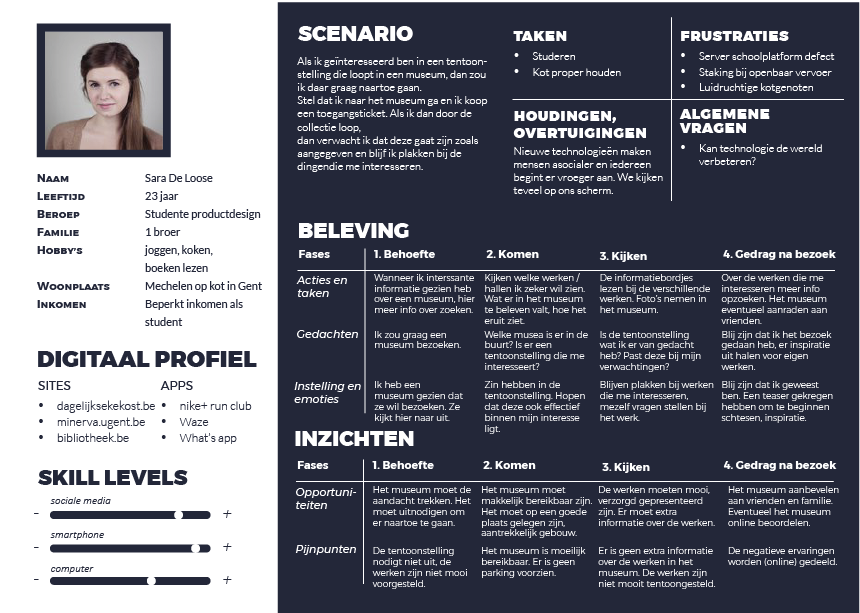 Naam Sara De Loose
Leeftijd 23 jaar
Beroep Studente productdesign
Familie 1 broer
Hobby's joggen, koken,
boeken lezen
Woonplaats Mechelen op kot in Gent
Inkomen Beperkt inkomen als
student
DIGITAAL PROFIEL
SITES
• dagelijksekekost.be
• minerva.ugent.be
• bibliotheek.be
APPS
• nike+ run club
• Waze
• What's app
SKILL LEVELS
sociale media
- +
smartphone
- +
computer
- +
SCENARIO
Als ik geïnteresseerd ben in een tentoon-
stelling die loopt in een museum, dan zou
ik daar graag naartoe gaan.
Stel dat ik naar het museum ga en ik koop
een toegangsticket. Als ik dan door de
collectie loop,
dan verwacht ik dat deze gaat zijn zoals
aangegeven en blijf ik plakken bij de
dingendie me interesseren.
TAKEN
• Studeren
• Kot proper houden
FRUSTRATIES
• Server schoolplatform defect
• Staking bij openbaar vervoer
• Luidruchtige kotgenoten
HOUDINGEN,
OVERTUIGINGEN
Nieuwe technologieën maken
mensen asocialer en iedereen
begint er vroeger aan. We kijken
teveel op ons scherm.
ALGEMENE
VRAGEN
• Kan technologie de wereld
verbeteren?
BELEVING
Fases 1. Behoefte 2. Komen 3. Kijken 4. Gedrag na bezoek
Acties en
taken
Wanneer ik interssante
informatie gezien heb
over een museum, hier
meer info over zoeken.
Kijken welke werken /
hallen ik zeker wil zien.
Wat er in het museum
te beleven valt, hoe het
eruit ziet.
De informatiebordjes
lezen bij de verschillende
werken. Foto's nemen in
het museum.
Over de werken die me
interesseren meer info
opzoeken. Het museum
eventueel aanraden aan
vrienden.
Gedachten
Ik zou graag een
museum bezoeken.
Welke musea is er in de
buurt? Is er een
tentoonstelling die me
interesseert?
Is de tentoonstelling
wat ik er van gedacht
heb? Past deze bij mijn
verwachtingen?
Blij zijn dat ik het bezoek
gedaan heb, er inspiratie
uit halen voor eigen
werken.
Instelling en
emoties
Ik heb een
museum gezien dat
ze wil bezoeken. Ze
kijkt hier naar uit.
Zin hebben in de
tentoonstelling. Hopen
dat deze ook effectief
binnen mijn interesse
ligt.
Blijven plakken bij werken
die me interesseren,
mezelf vragen stellen bij
het werk.
Blij zijn dat ik geweest
ben. Een teaser gekregen
hebben om te beginnen
schtesen, inspiratie.
INZICHTEN
Fases 1. Behoefte 2. Komen 3. Kijken 4. Gedrag na bezoek
Opportuni-
teiten
Het museum moet de
aandacht trekken. Het
moet uitnodigen om
er naartoe te gaan.
Het museum moet
makkelijk bereikbaar zijn.
Het moet op een goede
plaats gelegen zijn,
aantrekkelijk gebouw.
De werken moeten mooi,
verzorgd gepresenteerd
zijn. Er moet extra
informatie over de werken.
Het museum aanbevelen
aan vrienden en familie.
Eventueel het museum
online beoordelen.
Pijnpunten
De tentoonstelling
nodigt niet uit, de
werken zijn niet mooi
voorgesteld.
Het museum is moeilijk
bereikbaar. Er is geen
parking voorzien.
Er is geen extra informatie
over de werken in het
museum. De werken zijn
niet mooit tentoongesteld.
De negatieve ervaringen
worden (online) gedeeld.